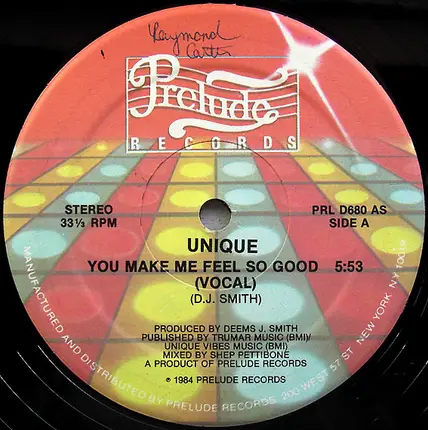 Raymond
Carter
Prelude
RECORDS
STEREO
33⅓ RPM
PRL D680 AS
SIDE A
UNIQUE
YOU MAKE ME FEEL SO GOOD 5:53
(VOCAL)
(D.J. SMITH)
PRODUCED BY DEEMS J. SMITH
PUBLISHED BY TRUMAR MUSIC (BMI)/
UNIQUE VIBES MUSIC (BMI)
MIXED BY SHEP PETTIBONE
A PRODUCT OF PRELUDE RECORDS
℗ 1984 PRELUDE RECORDS
MANUFACTURED AND DISTRIBUTED BY PRELUDE RECORDS, 200 WEST 57 ST. NEW YORK, NY 10019